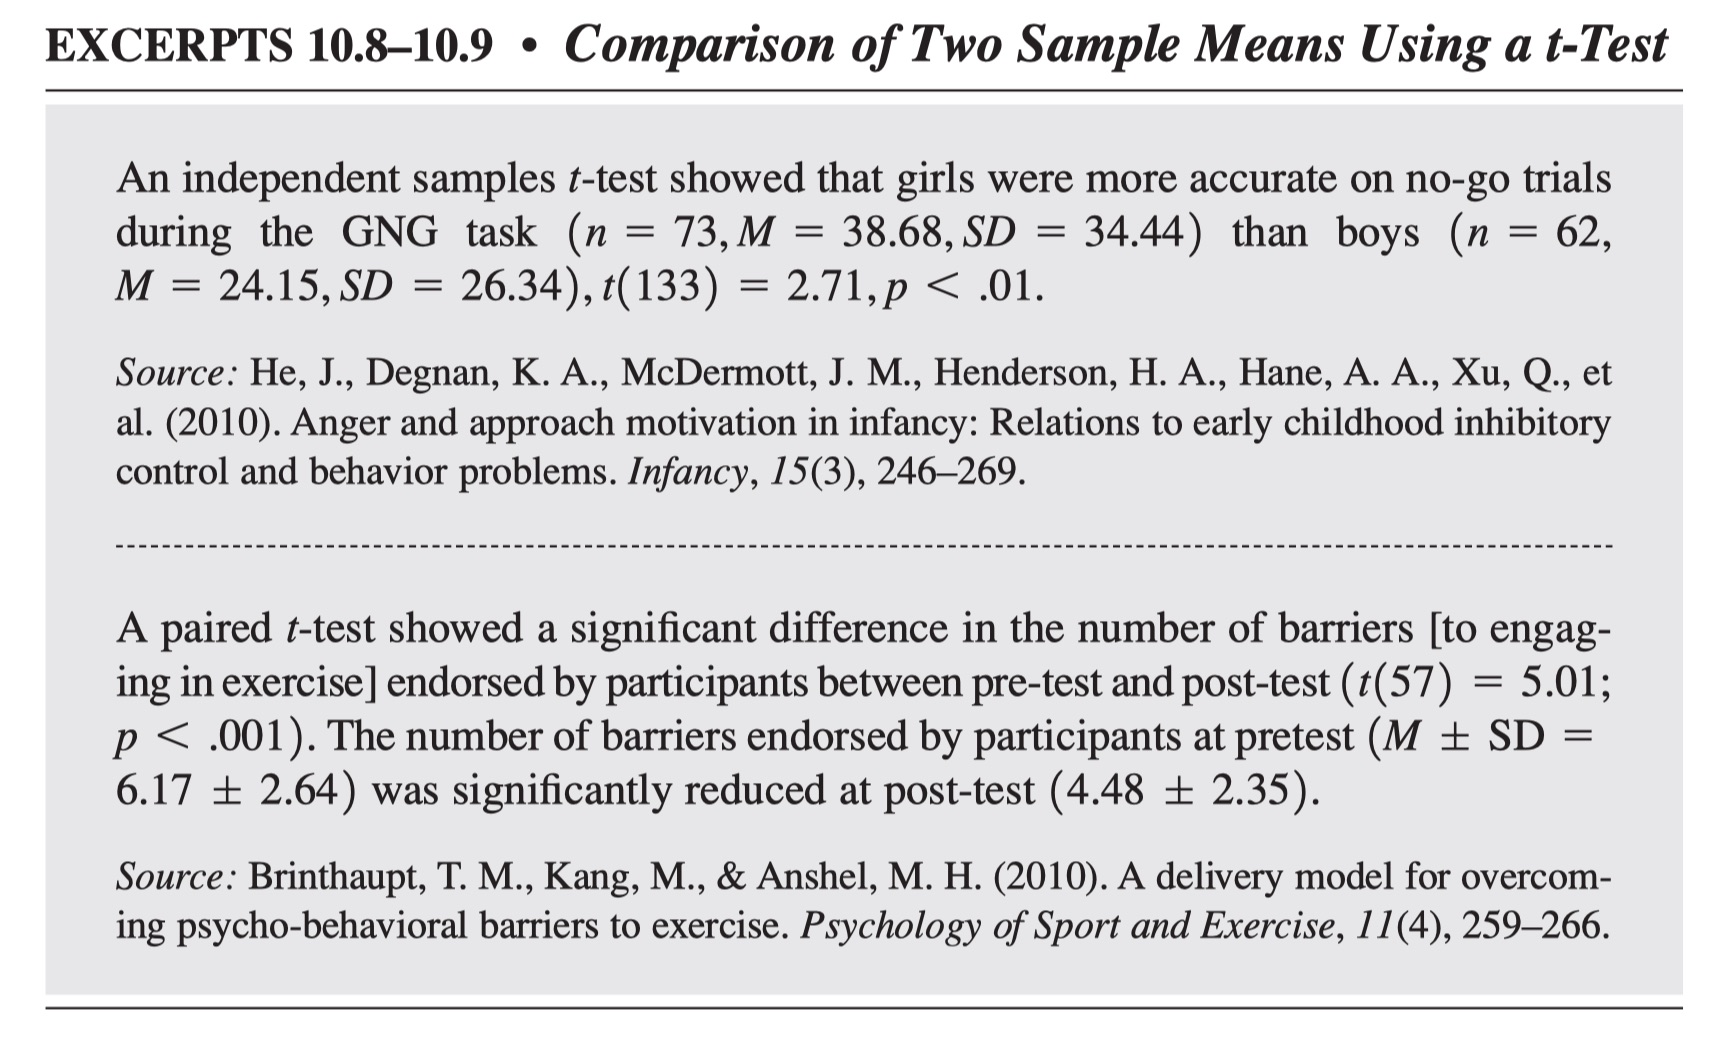 EXCERPTS 10.8–10.9 • Comparison of Two Sample Means Using a t-Test
An independent samples t-test showed that girls were more accurate on no-go trials
during the GNG task (n = 73, M = 38.68, SD = 34.44) than boys (n = 62,
M = 24.15, SD = 26.34), t(133) = 2.71, p < .01.
Source: He, J., Degnan, K. A., McDermott, J. M., Henderson, H. A., Hane, A. A., Xu, Q., et
al. (2010). Anger and approach motivation in infancy: Relations to early childhood inhibitory
control and behavior problems. Infancy, 15(3), 246–269.
A paired t-test showed a significant difference in the number of barriers [to engag-
ing in exercise] endorsed by participants between pre-test and post-test (t(57) = 5.01;
p < .001). The number of barriers endorsed by participants at pretest (M ± SD =
6.17 ± 2.64) was significantly reduced at post-test (4.48 ± 2.35).
Source: Brinthaupt, T. M., Kang, M., & Anshel, M. H. (2010). A delivery model for overcom-
ing psycho-behavioral barriers to exercise. Psychology of Sport and Exercise, 11(4), 259–266.